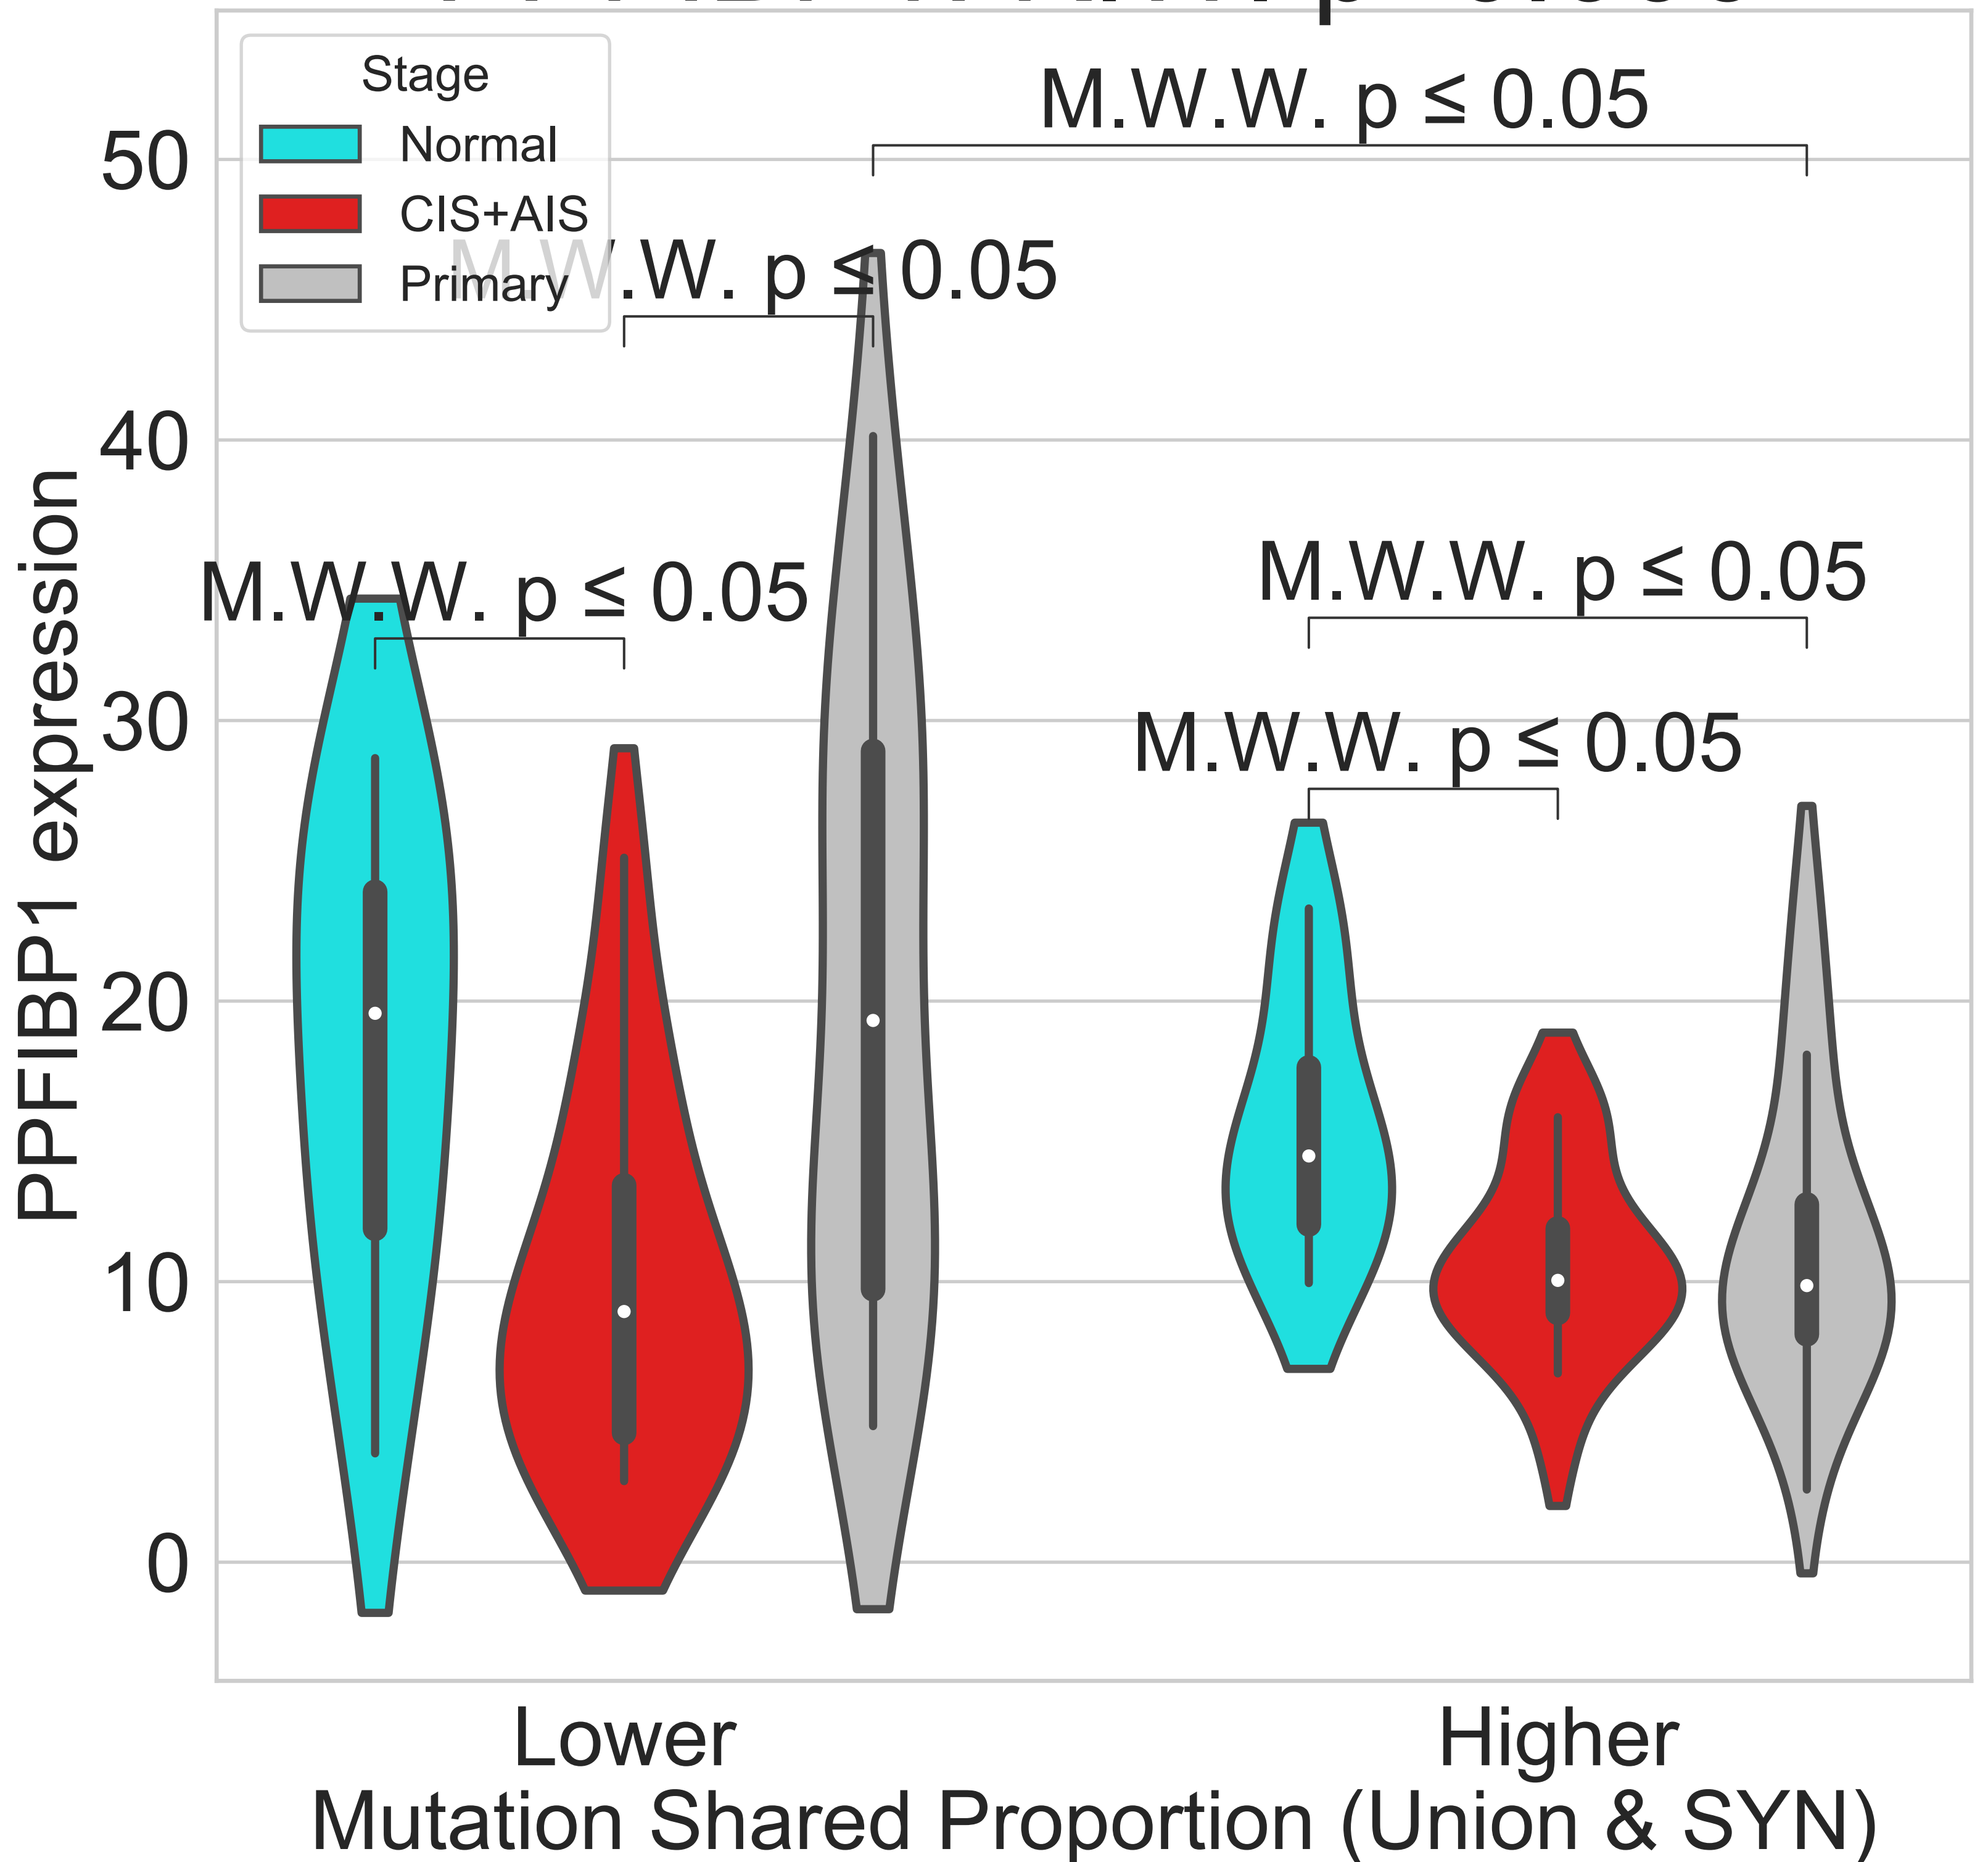 Stage
Normal
CIS+AIS
Primary
M.W.W. p ≤ 0.05
M.W.W. p ≤ 0.05
M.W.W. p ≤ 0.05
M.W.W. p ≤ 0.05
M.W.W. p ≤ 0.05
50
40
30
20
10
0
PPFIBP1 expression
Lower
Higher
Mutation Shared Proportion (Union & SYN)